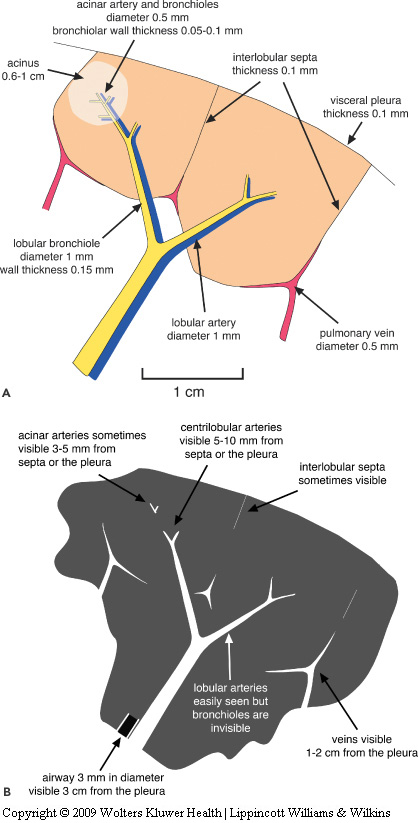 acinar artery and bronchioles
diameter 0.5 mm
bronchiolar wall thickness 0.05-0.1 mm
acinus
0.6-1 cm
interlobular septa
thickness 0.1 mm
visceral pleura
thickness 0.1 mm
lobular bronchiole
diameter 1 mm
wall thickness 0.15 mm
lobular artery
diameter 1 mm
pulmonary vein
diameter 0.5 mm
1 cm
A
acinar arteries sometimes
visible 3-5 mm from
septa or the pleura
centrilobular arteries
visible 5-10 mm from
septa or the pleura
interlobular septa
sometimes visible
lobular arteries
easily seen but
bronchioles are
invisible
veins visible
1-2 cm from the pleura
airway 3 mm in diameter
visible 3 cm from the pleura
B
Copyright © 2009 Wolters Kluwer Health | Lippincott Williams & Wilkins